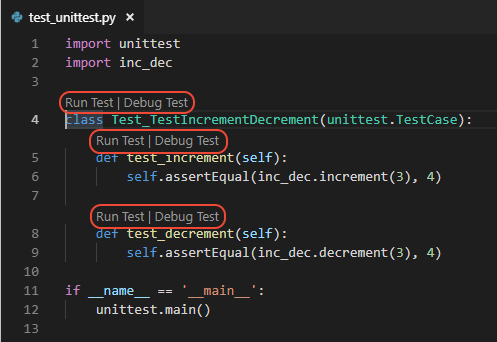 test_unittest.py ×
1 import unittest
2 import inc_dec
3
Run Test | Debug Test
4 class Test_TestIncrementDecrement(unittest.TestCase):
Run Test | Debug Test
5 def test_increment(self):
6 self.assertEqual(inc_dec.increment(3), 4)
7
Run Test | Debug Test
8 def test_decrement(self):
9 self.assertEqual(inc_dec.decrement(3), 4)
10
11 if __name__ == '__main__':
12 unittest.main()
13